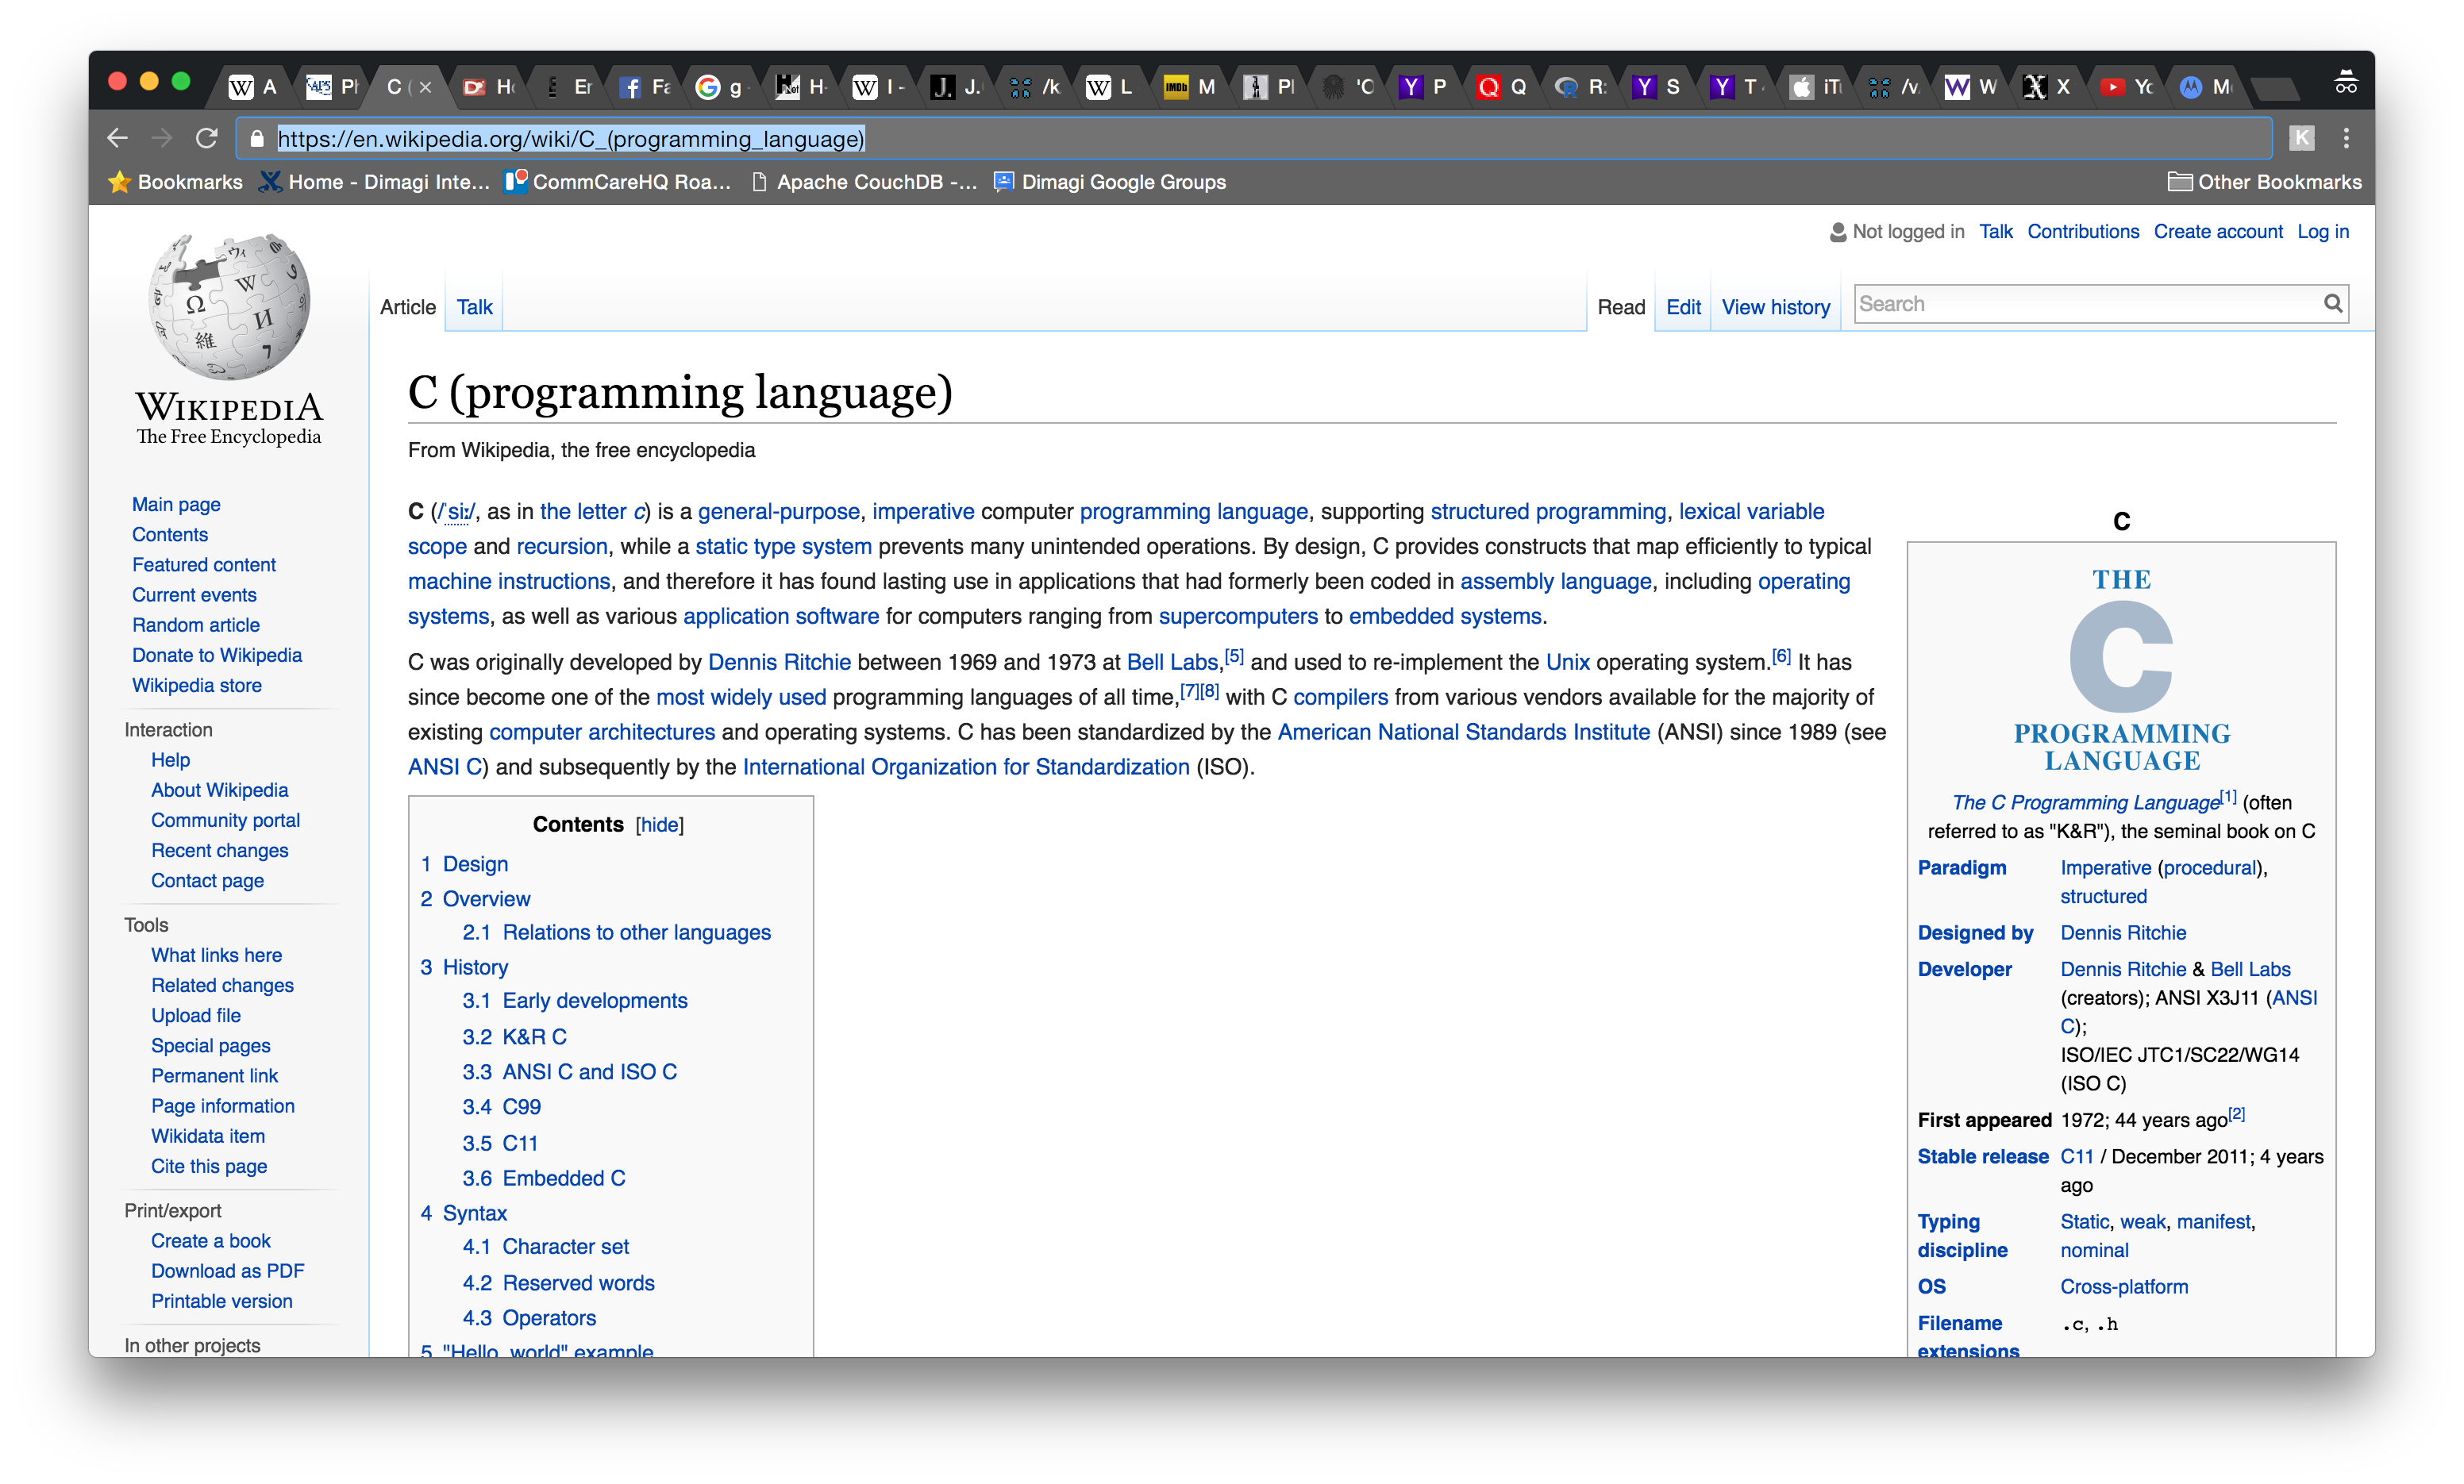 A
Pl
C (
Ho
Er
Fa
g
H
I -
J.
/k
L
M
Pl
'O
P
Q
R:
S
T
iTu
/v
W
X
Yo
M
https://en.wikipedia.org/wiki/C_(programming_language)
K
Bookmarks Home - Dimagi Inte... CommCareHQ Roa... Apache CouchDB -... Dimagi Google Groups Other Bookmarks
Not logged in Talk Contributions Create account Log in
Article Talk Read Edit View history Search
WIKIPEDIA
The Free Encyclopedia
Main page
Contents
Featured content
Current events
Random article
Donate to Wikipedia
Wikipedia store
Interaction
Help
About Wikipedia
Community portal
Recent changes
Contact page
Tools
What links here
Related changes
Upload file
Special pages
Permanent link
Page information
Wikidata item
Cite this page
Print/export
Create a book
Download as PDF
Printable version
In other projects
C (programming language)
From Wikipedia, the free encyclopedia
C (/ˈsiː/, as in the letter c) is a general-purpose, imperative computer programming language, supporting structured programming, lexical variable
scope and recursion, while a static type system prevents many unintended operations. By design, C provides constructs that map efficiently to typical
machine instructions, and therefore it has found lasting use in applications that had formerly been coded in assembly language, including operating
systems, as well as various application software for computers ranging from supercomputers to embedded systems.
C was originally developed by Dennis Ritchie between 1969 and 1973 at Bell Labs,[5] and used to re-implement the Unix operating system.[6] It has
since become one of the most widely used programming languages of all time,[7][8] with C compilers from various vendors available for the majority of
existing computer architectures and operating systems. C has been standardized by the American National Standards Institute (ANSI) since 1989 (see
ANSI C) and subsequently by the International Organization for Standardization (ISO).
Contents [hide]
1 Design
2 Overview
2.1 Relations to other languages
3 History
3.1 Early developments
3.2 K&R C
3.3 ANSI C and ISO C
3.4 C99
3.5 C11
3.6 Embedded C
4 Syntax
4.1 Character set
4.2 Reserved words
4.3 Operators
5 "Hello, world" example
C
THE
C
PROGRAMMING
LANGUAGE
The C Programming Language[1] (often
referred to as "K&R"), the seminal book on C
Paradigm Imperative (procedural),
structured
Designed by Dennis Ritchie
Developer Dennis Ritchie & Bell Labs
(creators); ANSI X3J11 (ANSI
C);
ISO/IEC JTC1/SC22/WG14
(ISO C)
First appeared 1972; 44 years ago[2]
Stable release C11 / December 2011; 4 years
ago
Typing Static, weak, manifest,
discipline nominal
OS Cross-platform
Filename .c, .h
extensions